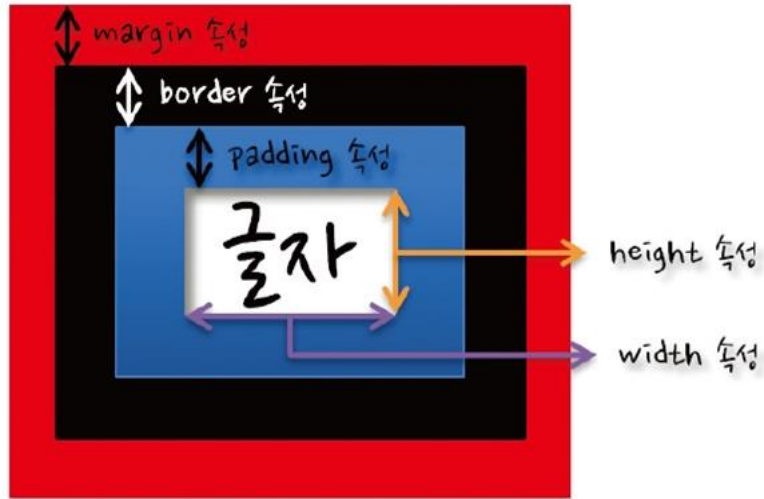 margin 속성
border 속성
padding 속성
글자
height 속성
width 속성